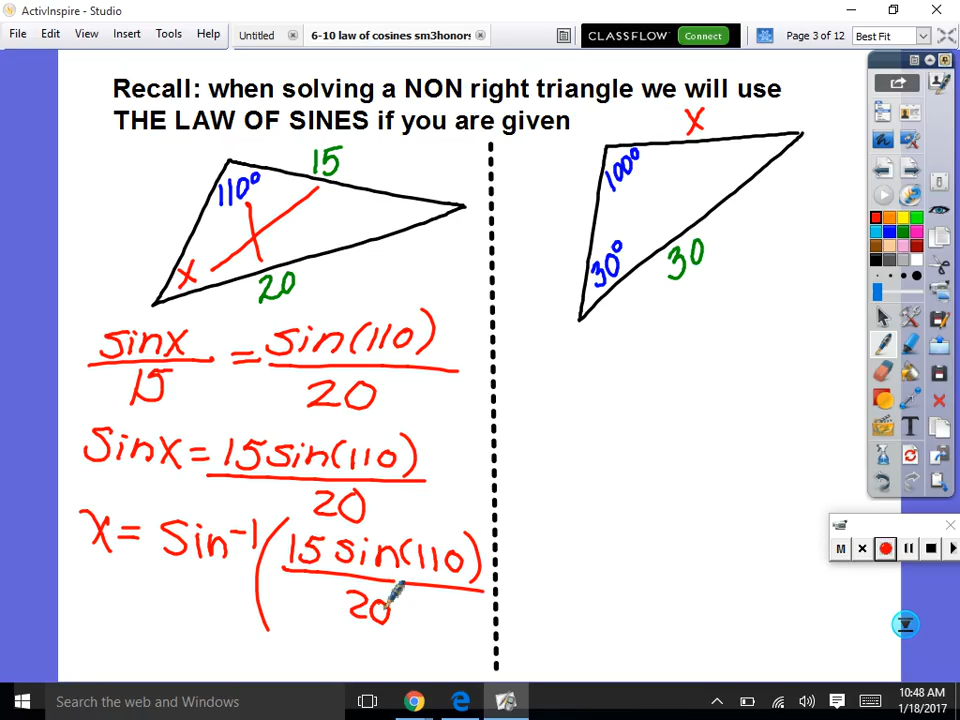 ActivInspire - Studio
File Edit View Insert Tools Help
Untitled
6-10 law of cosines sm3honors
CLASSFLOW Connect
Page 3 of 12
Best Fit
Recall: when solving a NON right triangle we will use
THE LAW OF SINES if you are given
110°
15
x
20
sinx = sin(110)
15 20
sinx = 15sin(110)
20
x = sin-1(15 sin(110)
20
x
100°
30°
30
M
Search the web and Windows
10:48 AM
1/18/2017